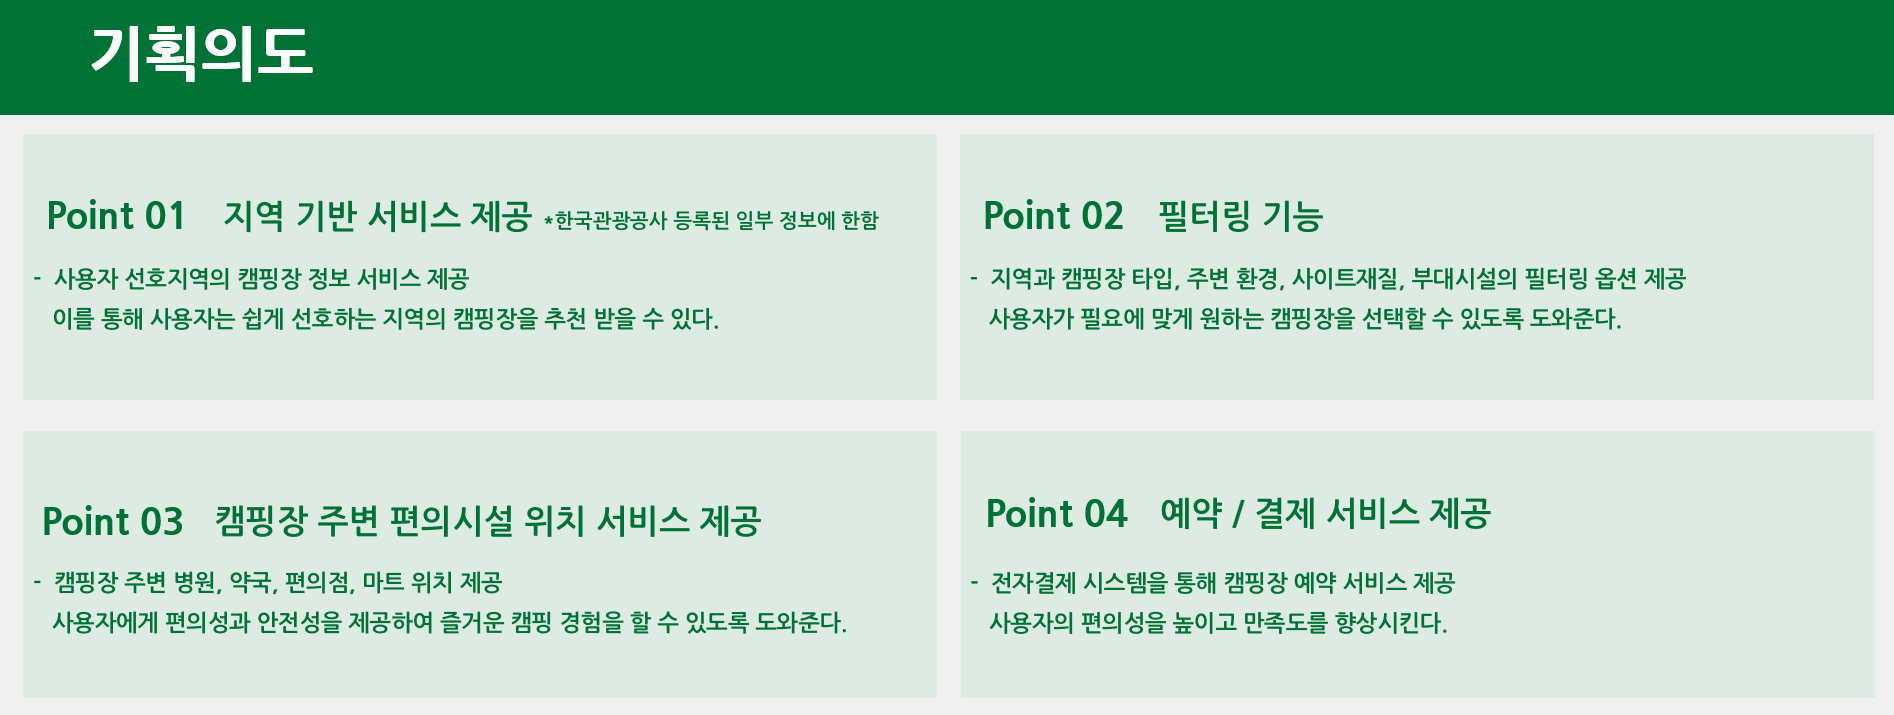 기획의도
Point 01 지역 기반 서비스 제공 *한국관광공사 등록된 일부 정보에 한함
- 사용자 선호지역의 캠핑장 정보 서비스 제공
이를 통해 사용자는 쉽게 선호하는 지역의 캠핑장을 추천 받을 수 있다.
Point 02 필터링 기능
- 지역과 캠핑장 타입, 주변 환경, 사이트재질, 부대시설의 필터링 옵션 제공
사용자가 필요에 맞게 원하는 캠핑장을 선택할 수 있도록 도와준다.
Point 03 캠핑장 주변 편의시설 위치 서비스 제공
- 캠핑장 주변 병원, 약국, 편의점, 마트 위치 제공
사용자에게 편의성과 안전성을 제공하여 즐거운 캠핑 경험을 할 수 있도록 도와준다.
Point 04 예약 / 결제 서비스 제공
- 전자결제 시스템을 통해 캠핑장 예약 서비스 제공
사용자의 편의성을 높이고 만족도를 향상시킨다.